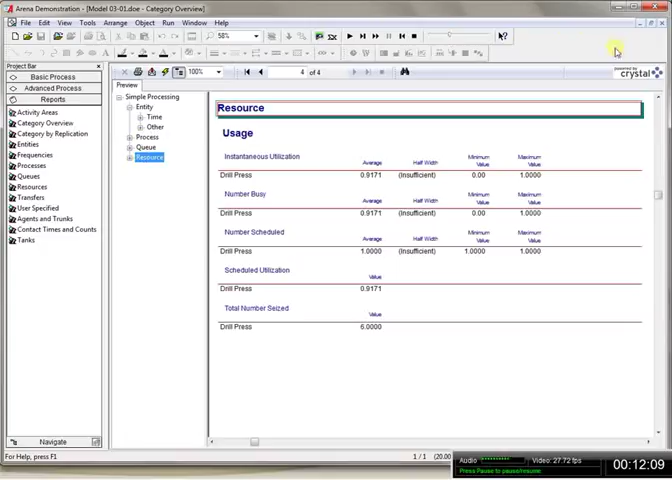 Arena Demonstration - [Model 03-01.doe - Category Overview]
File Edit View Tools Arrange Object Run Window Help
58%
Project Bar
Basic Process
Advanced Process
Reports
Activity Areas
Category Overview
Category by Replication
Entities
Frequencies
Processes
Queues
Resources
Transfers
User Specified
Agents and Trunks
Contact Times and Counts
Tanks
Navigate
100%
4 of 4
powered by
crystal
Preview
Simple Processing
Entity
Time
Other
Process
Queue
Resource
Resource
Usage
Instantaneous Utilization Average Half Width Minimum Value Maximum Value
Drill Press 0.9171 (Insufficient) 0.00 1.0000
Number Busy Average Half Width Minimum Value Maximum Value
Drill Press 0.9171 (Insufficient) 0.00 1.0000
Number Scheduled Average Half Width Minimum Value Maximum Value
Drill Press 1.0000 (Insufficient) 1.0000 1.0000
Scheduled Utilization Value
Drill Press 0.9171
Total Number Seized Value
Drill Press 6.0000
For Help, press F1
1 / 1 (20.00
Audio
Video: 27.72 fps
Press Pause to pause/resume.
00:12:09